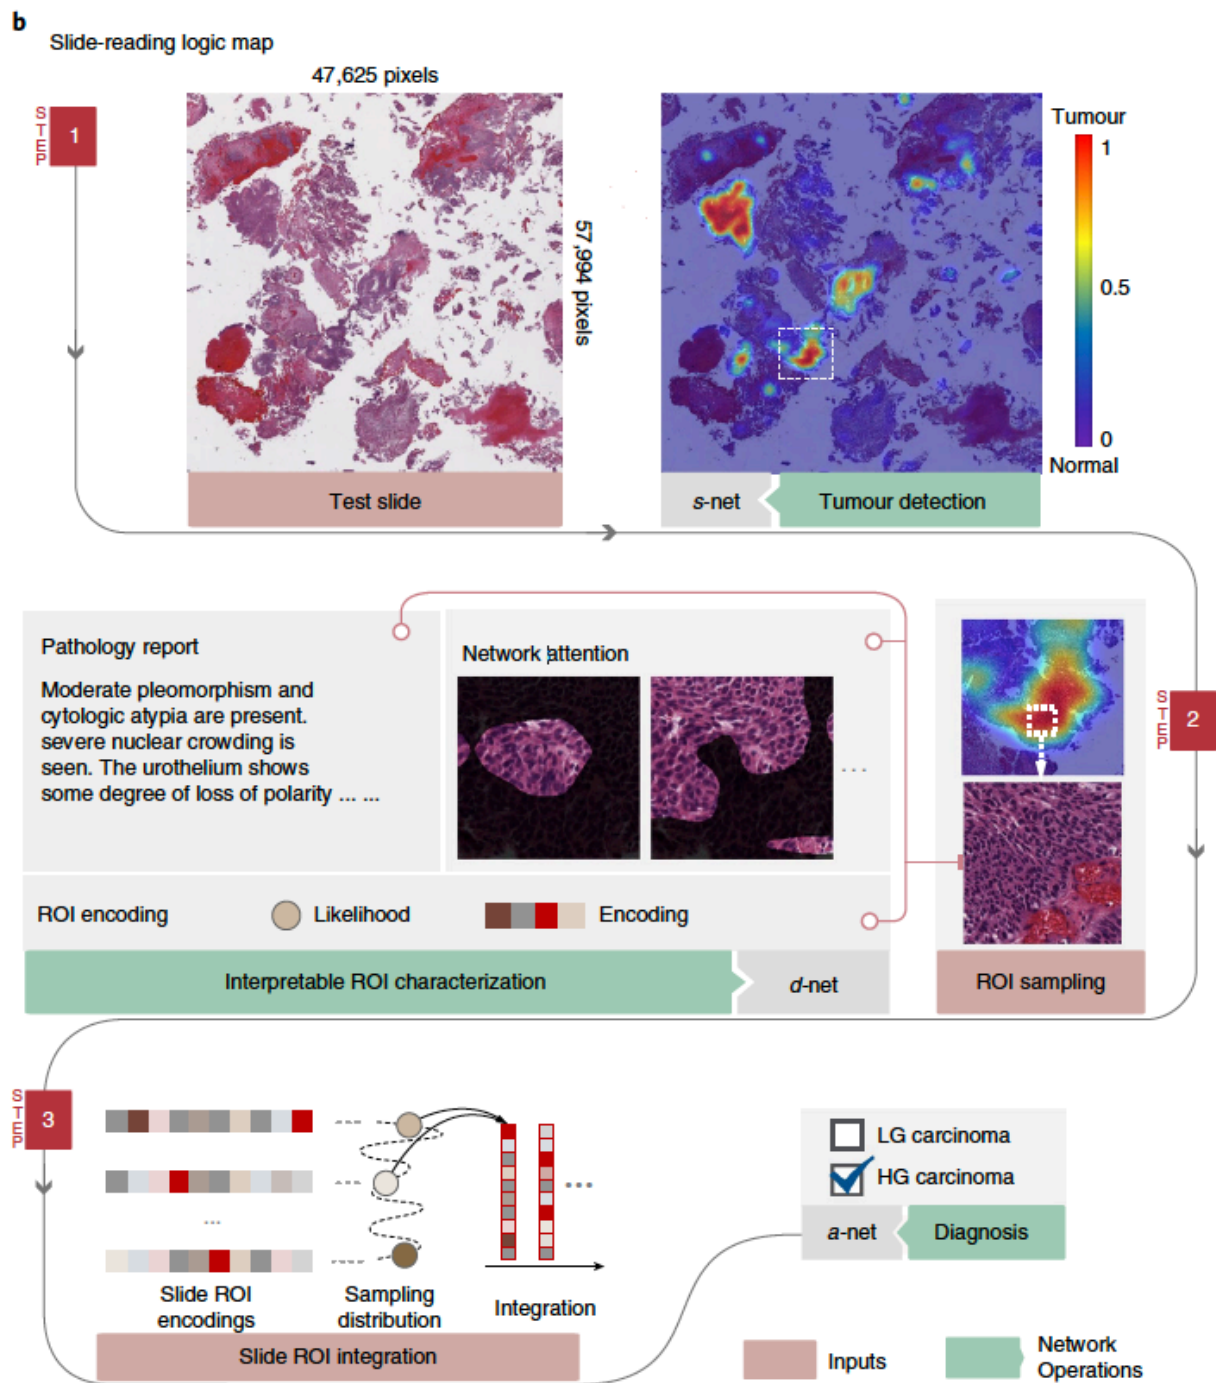 b
Slide-reading logic map
47,625 pixels
STEP
1
57,994 pixels
Tumour
1
0.5
0
Normal
Test slide
s-net
Tumour detection
Pathology report
Moderate pleomorphism and
cytologic atypia are present.
severe nuclear crowding is
seen. The urothelium shows
some degree of loss of polarity ... ...
Network attention
...
STEP
2
ROI encoding
Likelihood
Encoding
Interpretable ROI characterization
d-net
ROI sampling
STEP
3
...
...
Slide ROI
encodings
Sampling
distribution
Integration
Slide ROI integration
LG carcinoma
HG carcinoma
a-net
Diagnosis
Inputs
Network
Operations